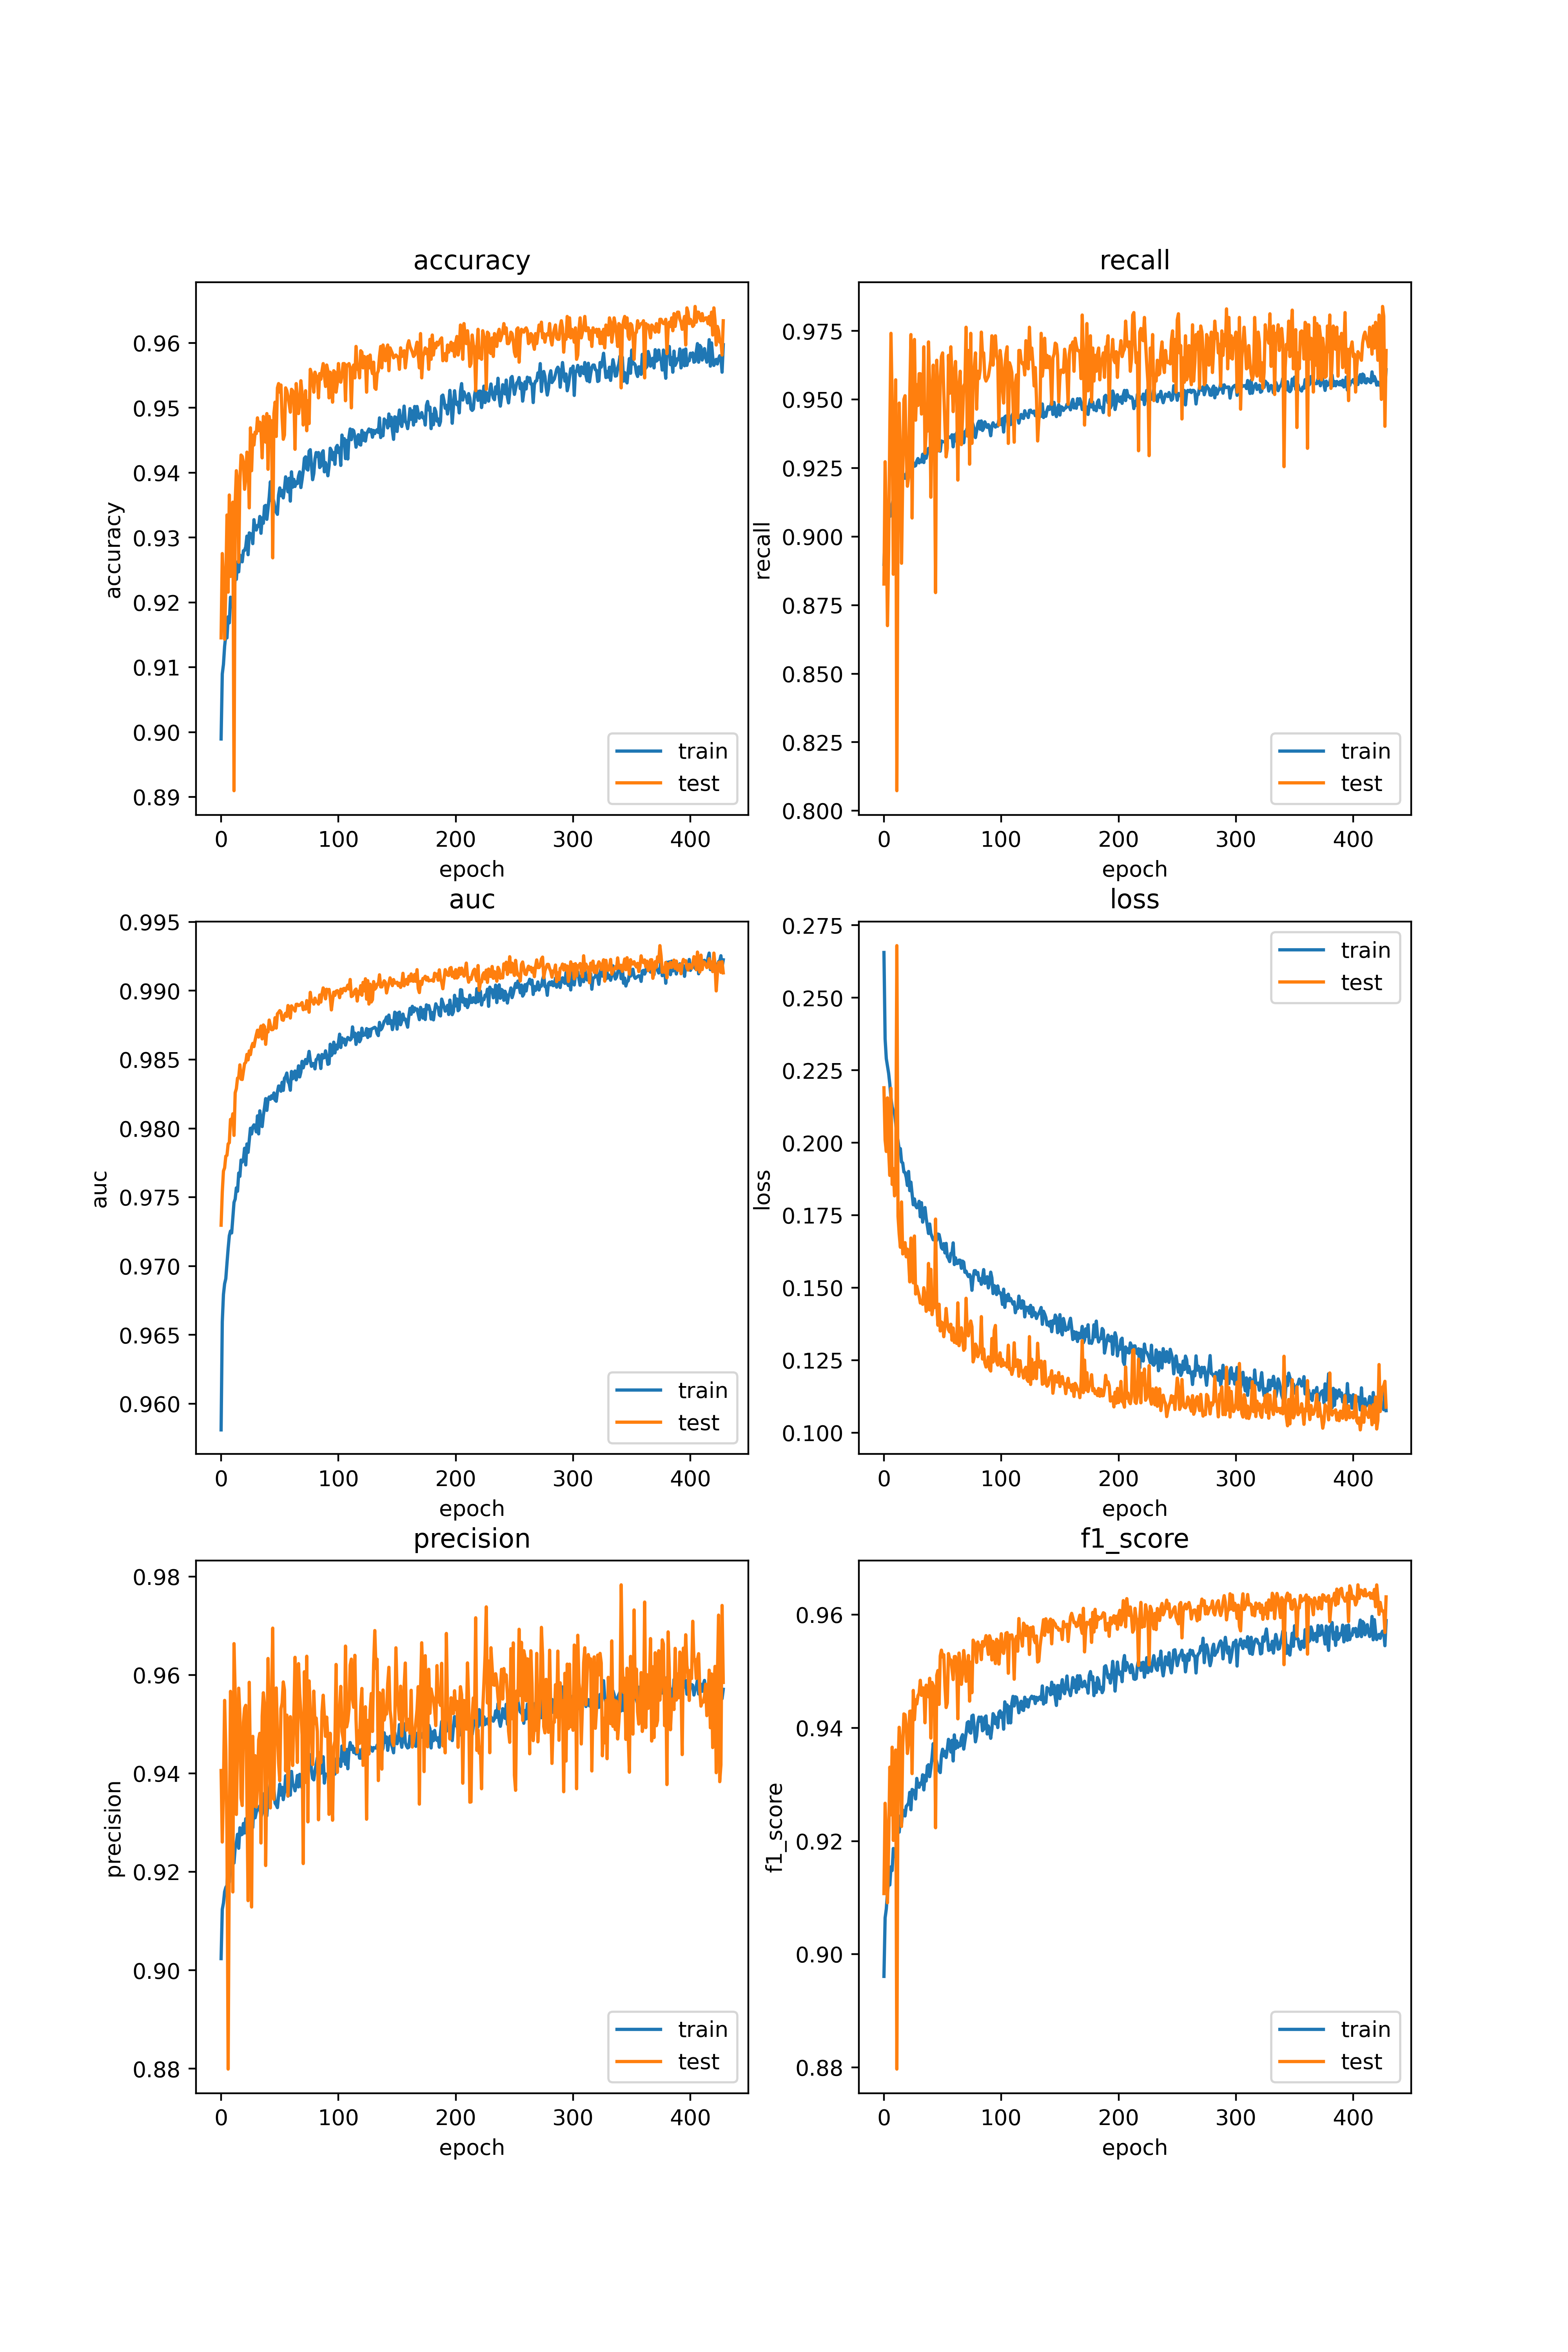 accuracy
accuracy
0.96
0.95
0.94
0.93
0.92
0.91
0.90
0.89
0 100 200 300 400
epoch
train
test
recall
recall
0.975
0.950
0.925
0.900
0.875
0.850
0.825
0.800
0 100 200 300 400
epoch
train
test
auc
auc
0.995
0.990
0.985
0.980
0.975
0.970
0.965
0.960
0 100 200 300 400
epoch
train
test
loss
loss
0.275
0.250
0.225
0.200
0.175
0.150
0.125
0.100
0 100 200 300 400
epoch
train
test
precision
precision
0.98
0.96
0.94
0.92
0.90
0.88
0 100 200 300 400
epoch
train
test
f1_score
f1_score
0.96
0.94
0.92
0.90
0.88
0 100 200 300 400
epoch
train
test